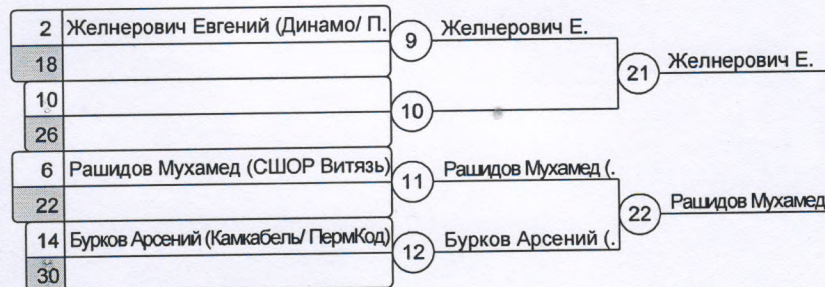 2 Желнерович Евгений (Динамо/ П.
9 Желнерович Е.
18
21 Желнерович Е.
10
10
26
6 Рашидов Мухамед (СШОР Витязь)
11 Рашидов Мухамед (.
22
22 Рашидов Мухамед
14 Бурков Арсений (Камкабель/ ПермКод)
12 Бурков Арсений (.
30